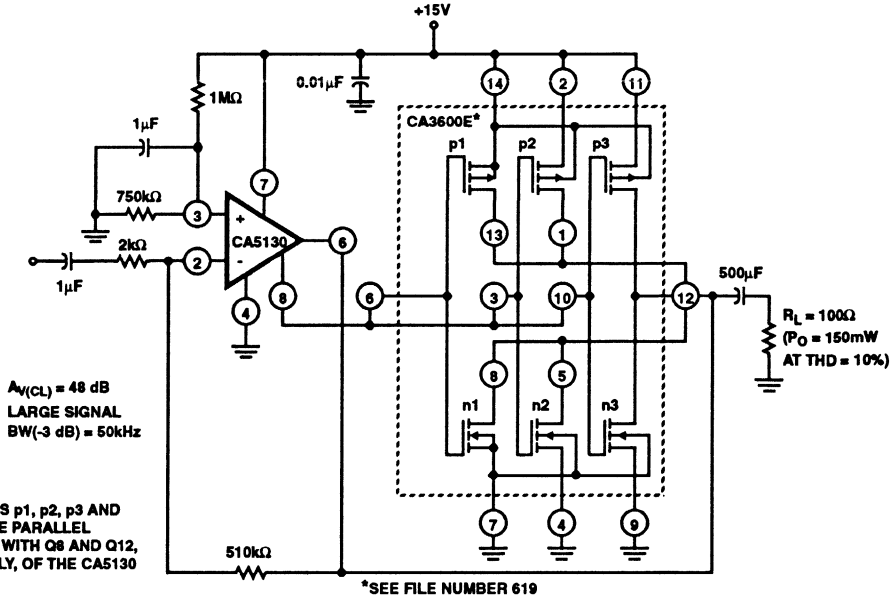 +15V
0.01µF
1MΩ
14
2
11
CA3600E*
1µF
p1
p2
p3
7
750kΩ
3
+
CA5130
6
13
1
2kΩ
2
-
500µF
1µF
8
6
3
10
12
4
RL = 100Ω
(PO = 150mW
AT THD = 10%)
8
5
AV(CL) = 48 dB
LARGE SIGNAL
BW(-3 dB) = 50kHz
n1
n2
n3
S p1, p2, p3 AND
E PARALLEL
WITH Q8 AND Q12,
LY, OF THE CA5130
7
4
9
510kΩ
*SEE FILE NUMBER 619